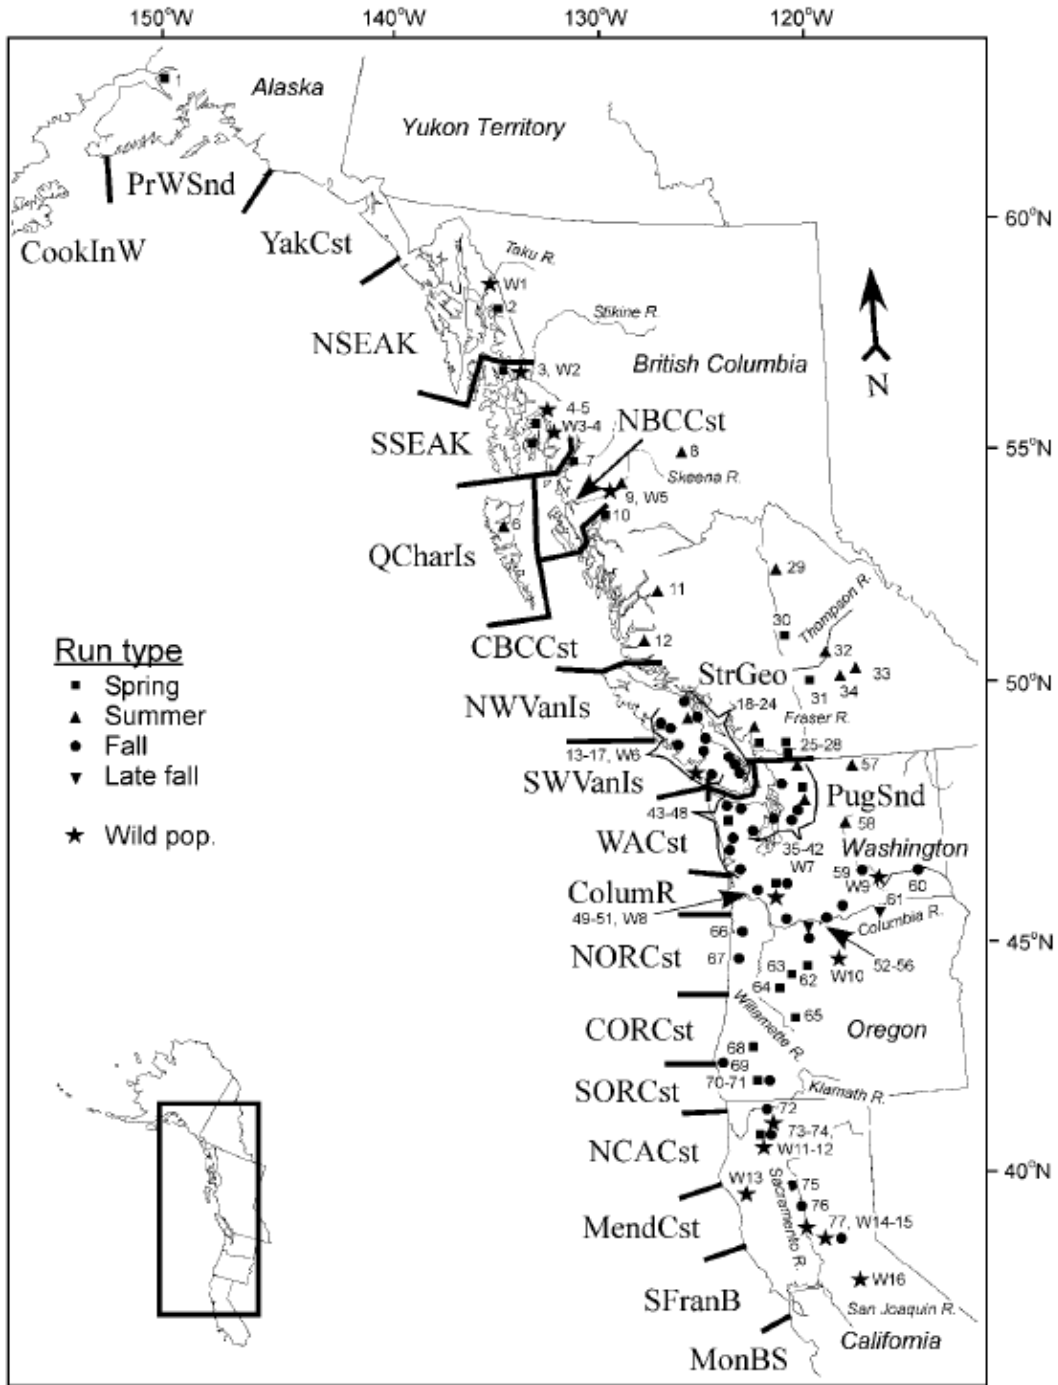 150°W 140°W 130°W 120°W
1
Alaska
Yukon Territory
PrWSnd
CookInW
60°N
YakCst
Taku R.
W1
2
Stikine R.
NSEAK
3, W2
British Columbia
N
4-5
NBCCst
W3-4
SSEAK
55°N
7
8
Skeena R.
9, W5
10
6
QCharIs
29
11
Thompson R.
30
12
32
CBCCst
33
34
31
StrGeo
50°N
Run type
Spring
Summer
Fall
Late fall
Wild pop.
NWVanIs
18-24
Fraser R.
25-28
13-17, W6
57
SWVanIs
PugSnd
43-48
58
WACst
35-42
W7
Washington
59
W9
60
ColumR
61
49-51, W8
Columbia R.
66
45°N
NORCst
67
63
62
W10
52-56
64
65
CORCst
Willamette R.
Oregon
68
69
SORCst
70-71
Klamath R.
72
73-74,
W11-12
NCACst
40°N
W13
75
Sacramento R.
76
MendCst
77, W14-15
W16
SFranB
San Joaquin R.
California
MonBS